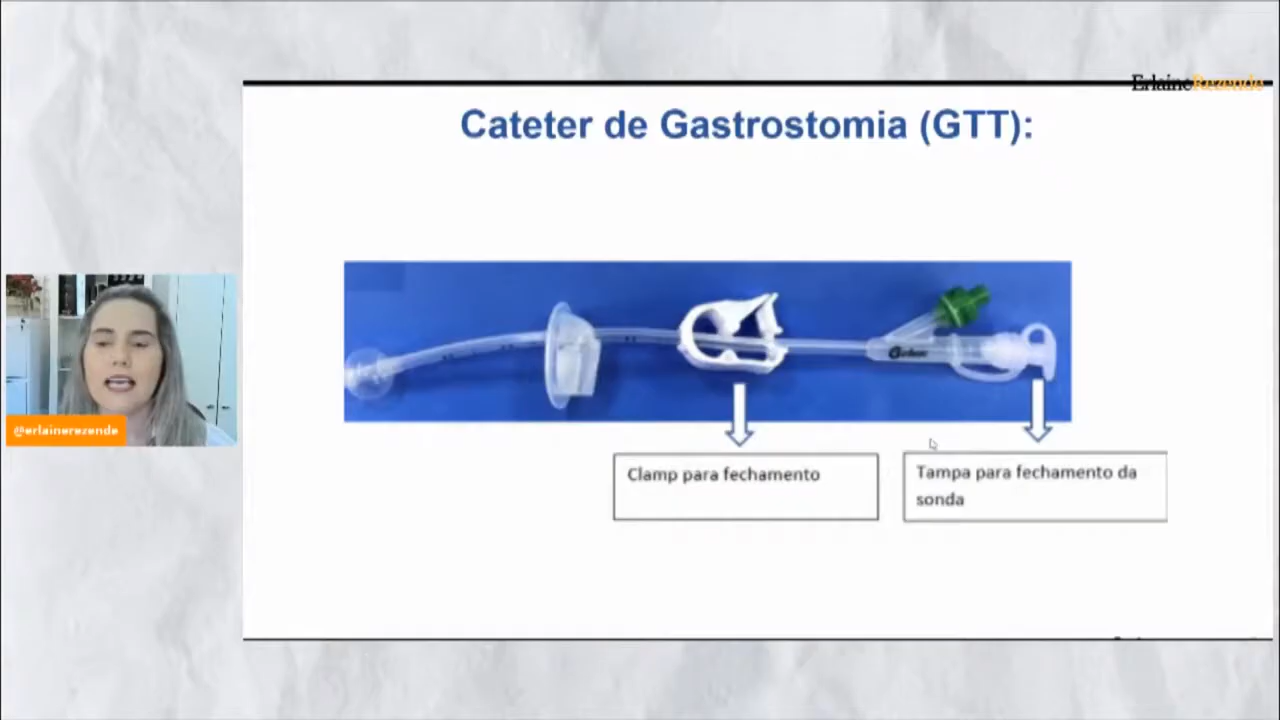 ErlaineRezende
Cateter de Gastrostomia (GTT):
@erlainerezende
Clamp para fechamento
Tampa para fechamento da
sonda